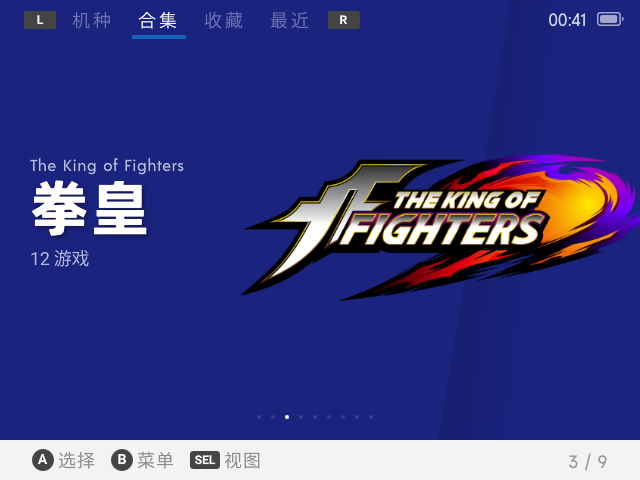 L 机种 合集 收藏 最近 R 00:41
The King of Fighters
拳皇
12 游戏
THE KING OF
FIGHTERS
A 选择 B 菜单 SEL 视图 3 / 9